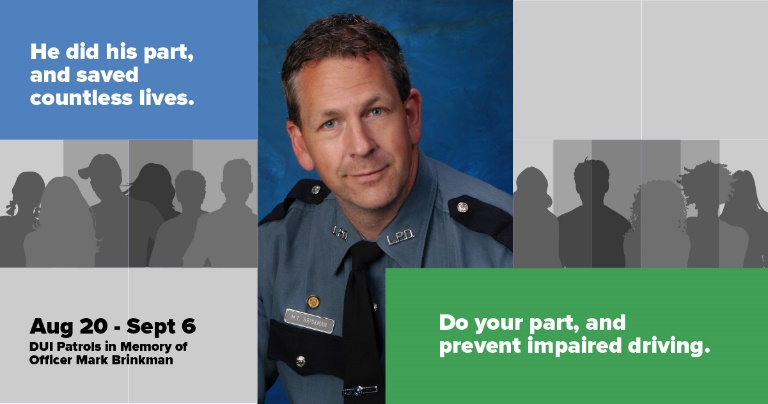 He did his part,
and saved
countless lives.
L.P.D.
Aug 20 - Sept 6
DUI Patrols in Memory of
Officer Mark Brinkman
Do your part, and
prevent impaired driving.